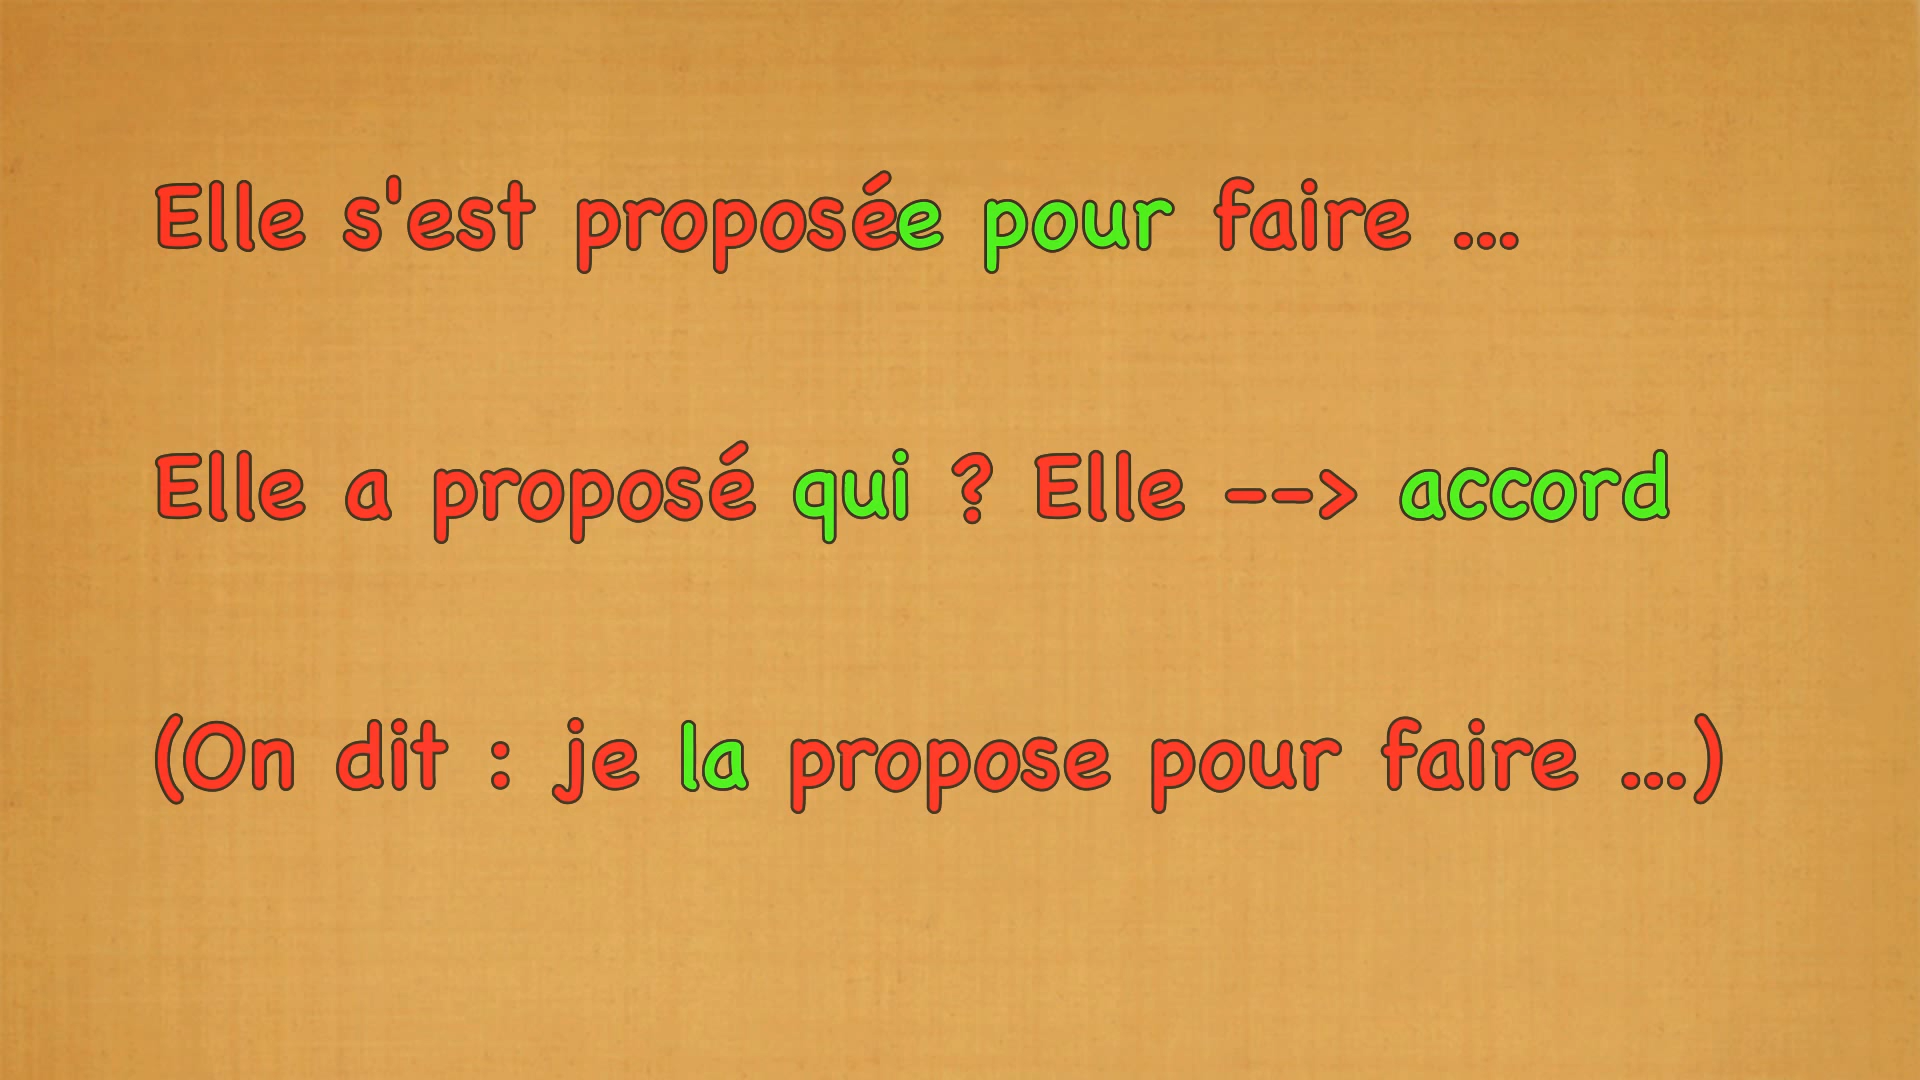 Elle s'est proposée pour faire ...
Elle a proposé qui ? Elle --> accord
(On dit : je la propose pour faire ...)